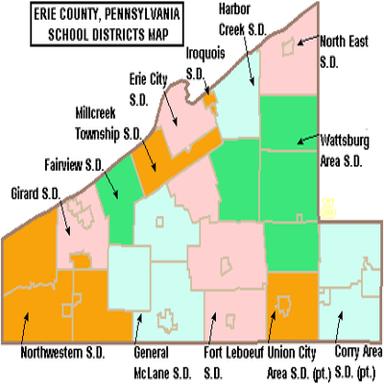 ERIE COUNTY, PENNSYLVANIA
SCHOOL DISTRICTS MAP
Harbor
Creek S.D.
Iroquois
S.D.
North East
S.D.
Erie City
S.D.
Millcreek
Township S.D.
Wattsburg
Area S.D.
Fairview S.D.
Girard S.D.
Northwestern S.D.
General
McLane S.D.
Fort Leboeuf
S.D.
Union City
Area S.D. (pt.)
Corry Area
S.D. (pt.)